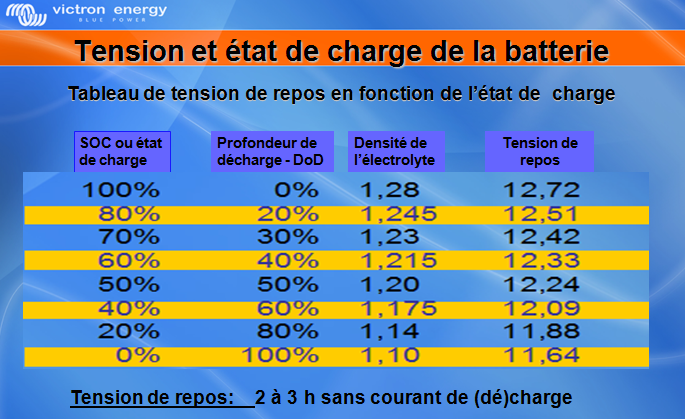 victron energy
BLUE POWER
Tension et état de charge de la batterie
Tableau de tension de repos en fonction de l'état de charge
SOC ou état de charge Profondeur de décharge - DoD Densité de l'électrolyte Tension de repos
100% 0% 1,28 12,72
80% 20% 1,245 12,51
70% 30% 1,23 12,42
60% 40% 1,215 12,33
50% 50% 1,20 12,24
40% 60% 1,175 12,09
20% 80% 1,14 11,88
0% 100% 1,10 11,64
Tension de repos: 2 à 3 h sans courant de (dé)charge